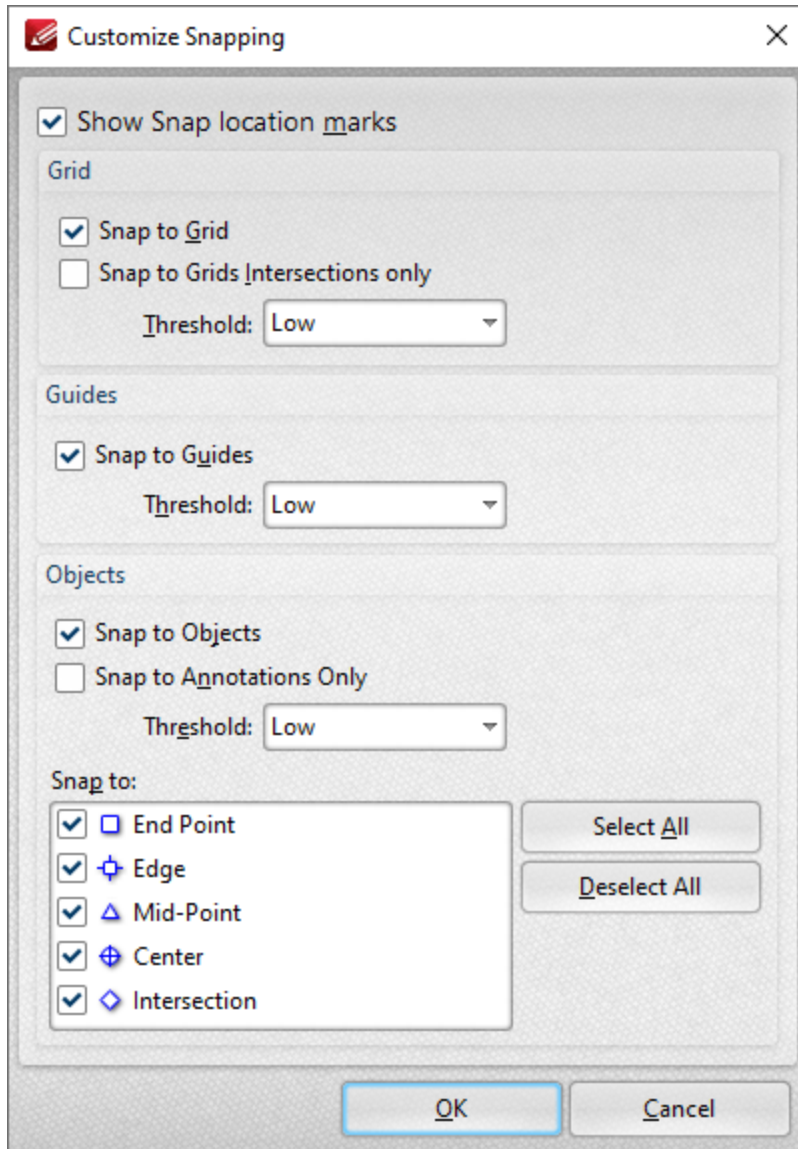 Customize Snapping
Show Snap location marks
Grid
Snap to Grid
Snap to Grids Intersections only
Threshold: Low
Guides
Snap to Guides
Threshold: Low
Objects
Snap to Objects
Snap to Annotations Only
Threshold: Low
Snap to:
End Point
Edge
Mid-Point
Center
Intersection
Select All
Deselect All
OK Cancel